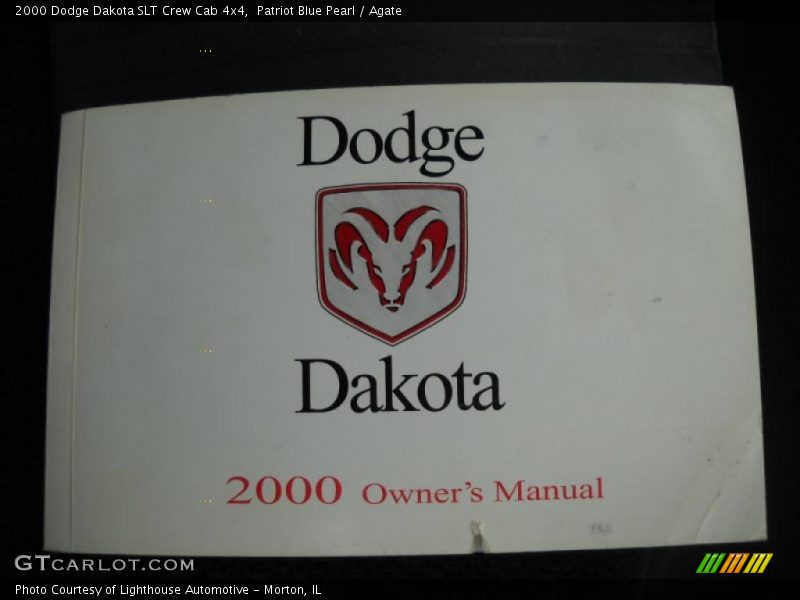 2000 Dodge Dakota SLT Crew Cab 4x4,  Patriot Blue Pearl / Agate
Dodge
Dakota
2000 Owner's Manual
GTCARLOT.COM
Photo Courtesy of Lighthouse Automotive - Morton, IL